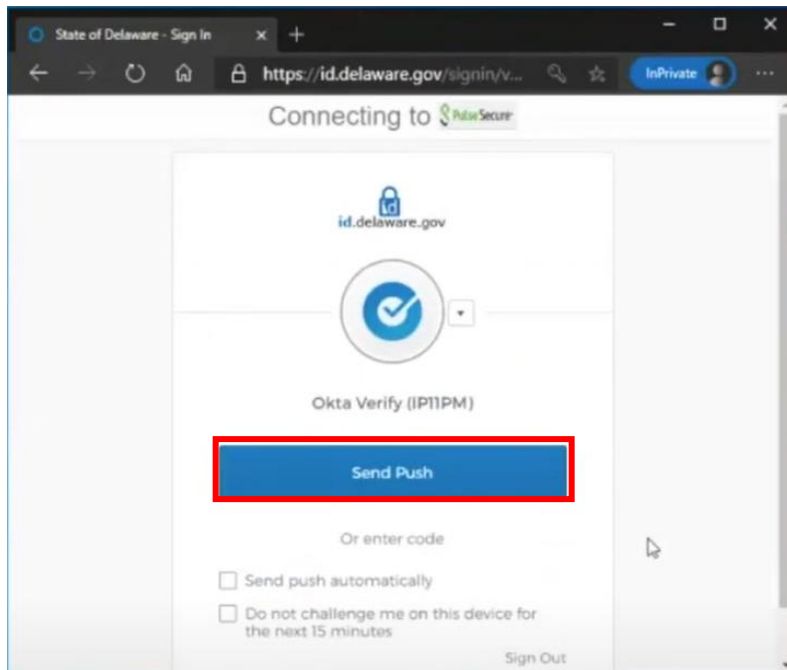 State of Delaware - Sign In
https://id.delaware.gov/signin/v...
InPrivate
Connecting to PulseSecure
id
id.delaware.gov
Okta Verify (IP11PM)
Send Push
Or enter code
Send push automatically
Do not challenge me on this device for
the next 15 minutes
Sign Out